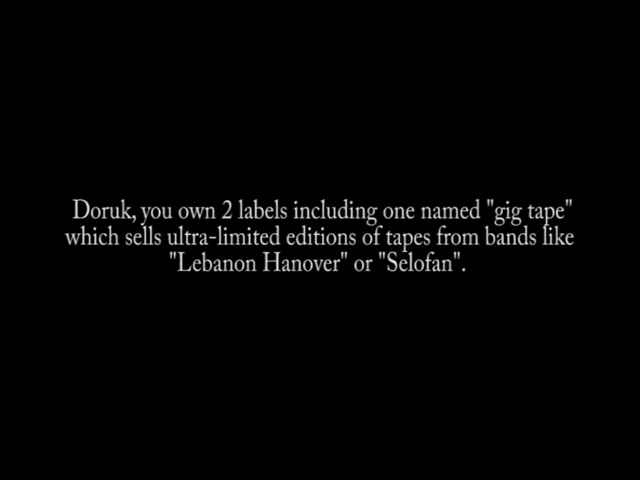 Doruk, you own 2 labels including one named "gig tape"
which sells ultra-limited editions of tapes from bands like
"Lebanon Hanover" or "Selofan".